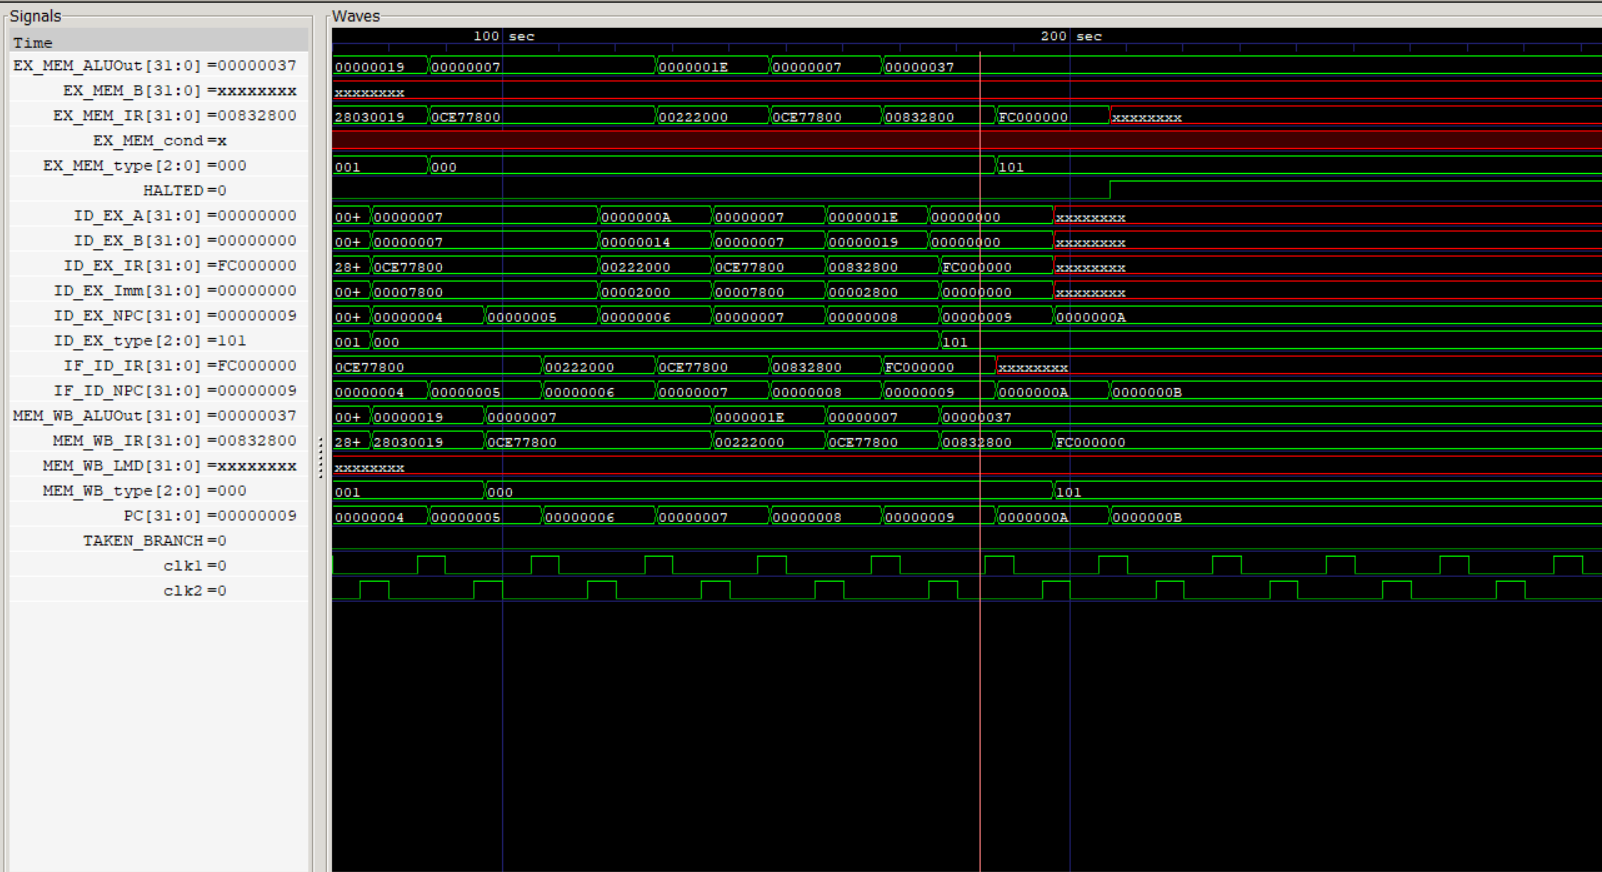 Signals
Waves
Time
100 sec 200 sec
EX_MEM_ALUOut[31:0] =00000037 00000019 00000007 0000001E 00000007 00000037
EX_MEM_B[31:0] =xxxxxxxx xxxxxxxx
EX_MEM_IR[31:0] =00832800 28030019 0CE77800 00222000 0CE77800 00832800 FC000000 xxxxxxxx
EX_MEM_cond =x
EX_MEM_type[2:0] =000 001 000 101
HALTED =0
ID_EX_A[31:0] =00000000 00+ 00000007 0000000A 00000007 0000001E 00000000 xxxxxxxx
ID_EX_B[31:0] =00000000 00+ 00000007 00000014 00000007 00000019 00000000 xxxxxxxx
ID_EX_IR[31:0] =FC000000 28+ 0CE77800 00222000 0CE77800 00832800 FC000000 xxxxxxxx
ID_EX_Imm[31:0] =00000000 00+ 00007800 00002000 00007800 00002800 00000000 xxxxxxxx
ID_EX_NPC[31:0] =00000009 00+ 00000004 00000005 00000006 00000007 00000008 00000009 0000000A
ID_EX_type[2:0] =101 001 000 101
IF_ID_IR[31:0] =FC000000 0CE77800 00222000 0CE77800 00832800 FC000000 xxxxxxxx
IF_ID_NPC[31:0] =00000009 00000004 00000005 00000006 00000007 00000008 00000009 0000000A 0000000B
MEM_WB_ALUOut[31:0] =00000037 00+ 00000019 00000007 0000001E 00000007 00000037
MEM_WB_IR[31:0] =00832800 28+ 28030019 0CE77800 00222000 0CE77800 00832800 FC000000
MEM_WB_LMD[31:0] =xxxxxxxx xxxxxxxx
MEM_WB_type[2:0] =000 001 000 101
PC[31:0] =00000009 00000004 00000005 00000006 00000007 00000008 00000009 0000000A 0000000B
TAKEN_BRANCH =0
clk1 =0
clk2 =0